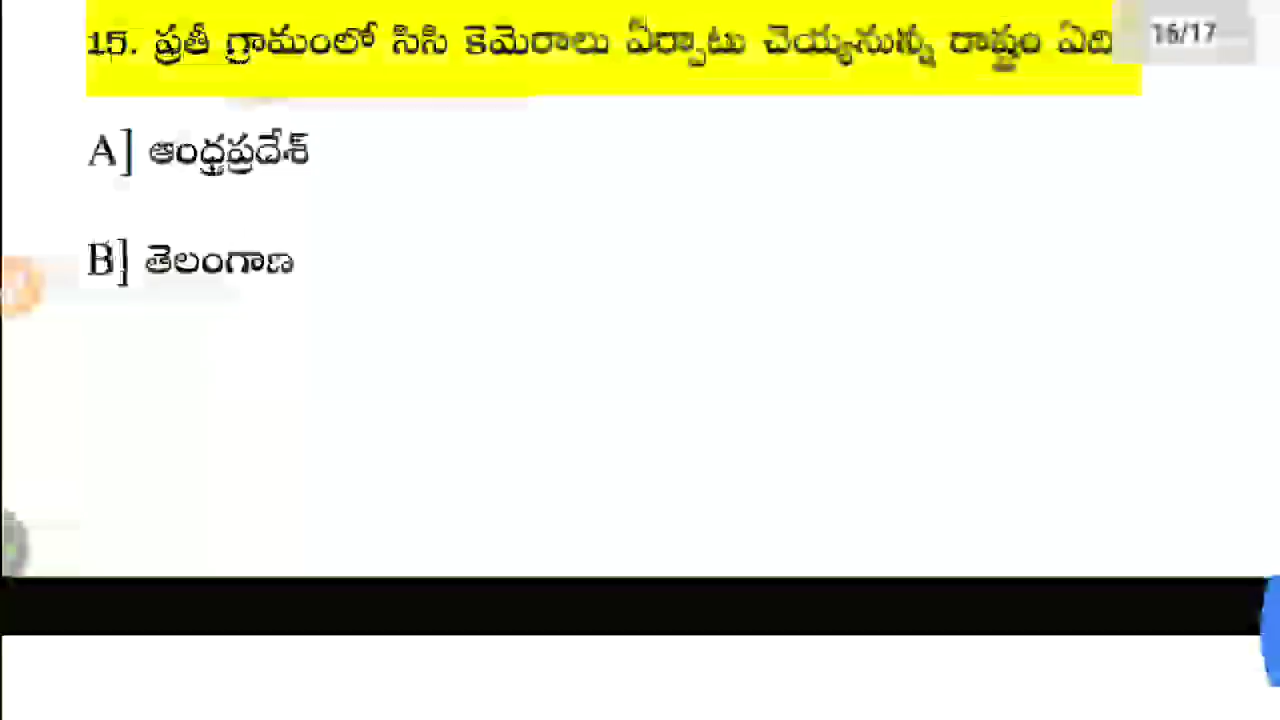 15. ప్రతీ గ్రామంలో సిసి కెమెరాలు ఏర్పాటు చెయ్యనున్న రాష్ట్రం ఏది
16/17
A] ఆంధ్రప్రదేశ్
B] తెలంగాణ